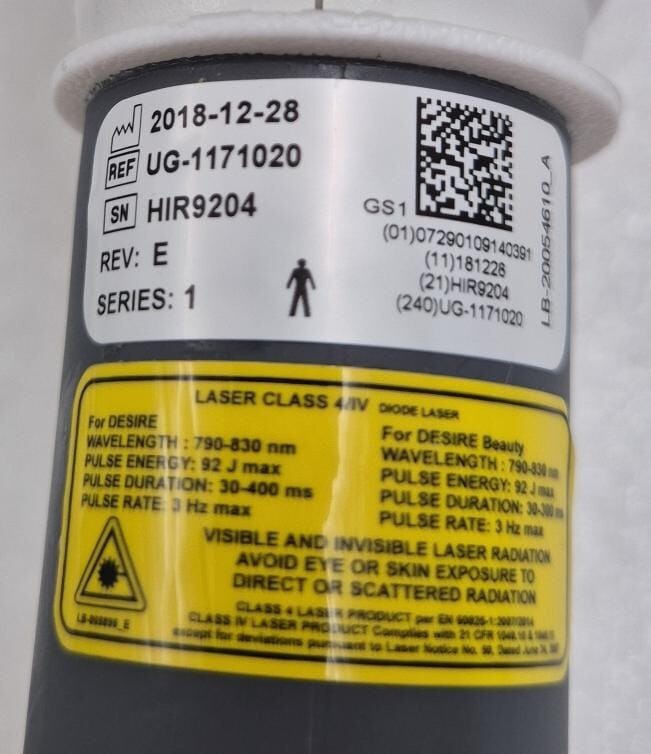 2018-12-28
REF UG-1171020
SN HIR9204
REV: E
SERIES: 1
GS1
(01)07290109140391
(11)181228
(21)HIR9204
(240)UG-1171020
LB-20054610_A
LASER CLASS 4/IV DIODE LASER
For DESIRE
WAVELENGTH : 790-830 nm
PULSE ENERGY: 92 J max
PULSE DURATION: 30-400 ms
PULSE RATE: 3 Hz max
For DESIRE Beauty
WAVELENGTH : 790-830 nm
PULSE ENERGY: 92 J max
PULSE DURATION: 30-300 ms
PULSE RATE: 3 Hz max
VISIBLE AND INVISIBLE LASER RADIATION
AVOID EYE OR SKIN EXPOSURE TO
DIRECT OR SCATTERED RADIATION
CLASS 4 LASER PRODUCT per EN 60825-1:2007/2014
CLASS IV LASER PRODUCT Complies with 21 CFR 1040.10 &
except for deviations pursuant to Laser Notice No. 50, Dated June 24,